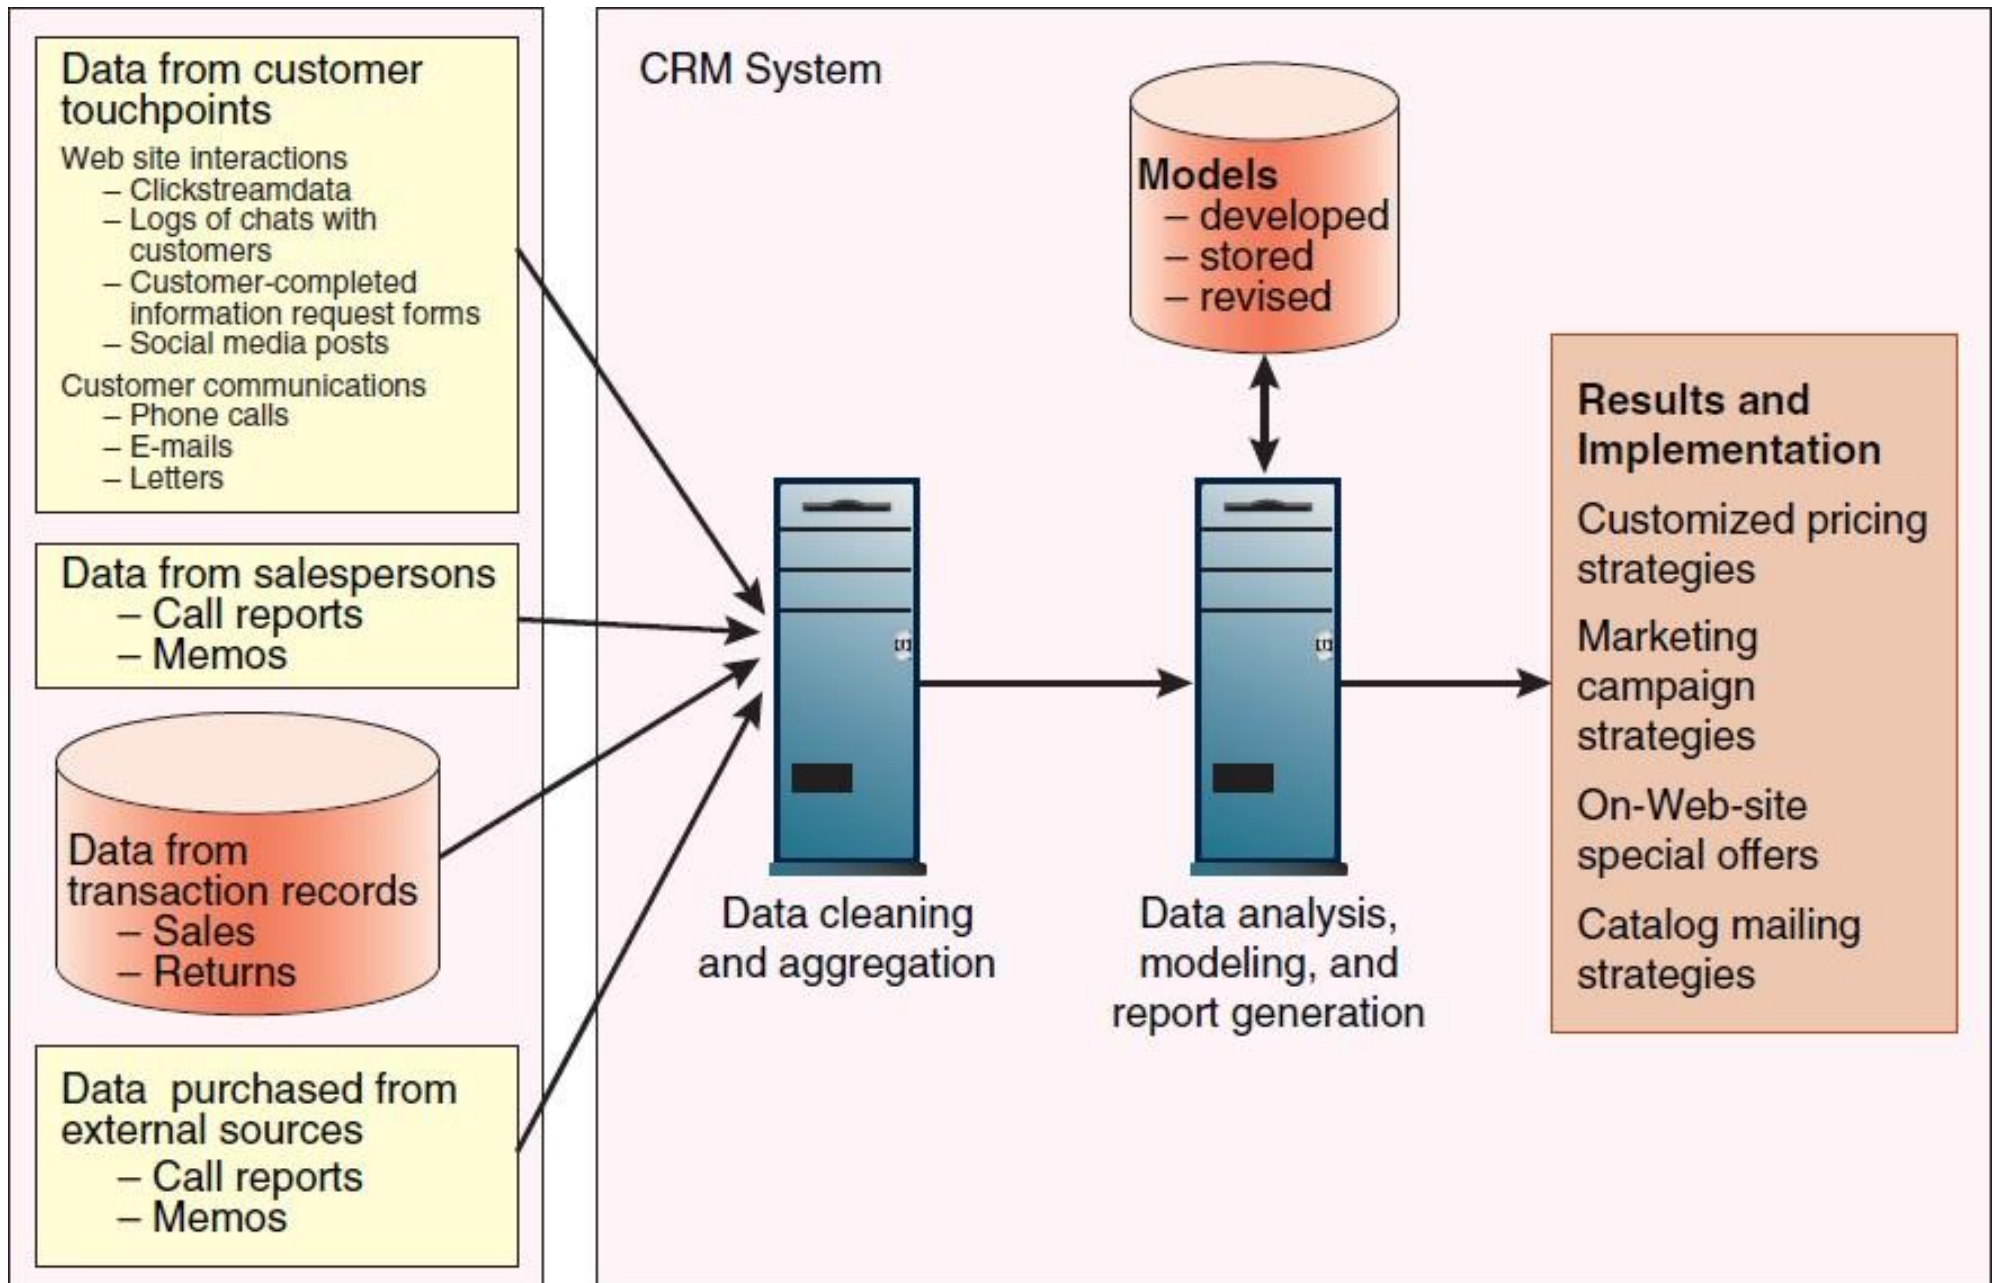 Data from customer
touchpoints
Web site interactions
– Clickstreamdata
– Logs of chats with
customers
– Customer-completed
information request forms
– Social media posts
Customer communications
– Phone calls
– E-mails
– Letters
Data from salespersons
– Call reports
– Memos
Data from
transaction records
– Sales
– Returns
Data purchased from
external sources
– Call reports
– Memos
CRM System
Models
– developed
– stored
– revised
Data cleaning
and aggregation
Data analysis,
modeling, and
report generation
Results and
Implementation
Customized pricing
strategies
Marketing
campaign
strategies
On-Web-site
special offers
Catalog mailing
strategies